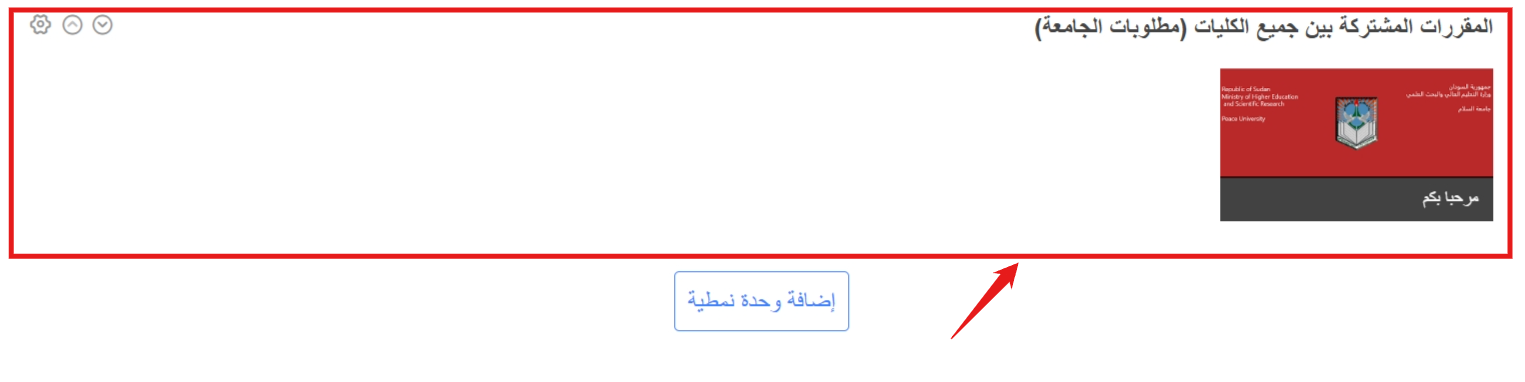 المقررات المشتركة بين جميع الكليات (مطلوبات الجامعة)
جمهورية السودان
وزارة التعليم العالي والبحث العلمي
جامعة السلام
Republic of Sudan
Ministry of Higher Education
and Scientific Research
Peace University
مرحبا بكم
إضافة وحدة نمطية